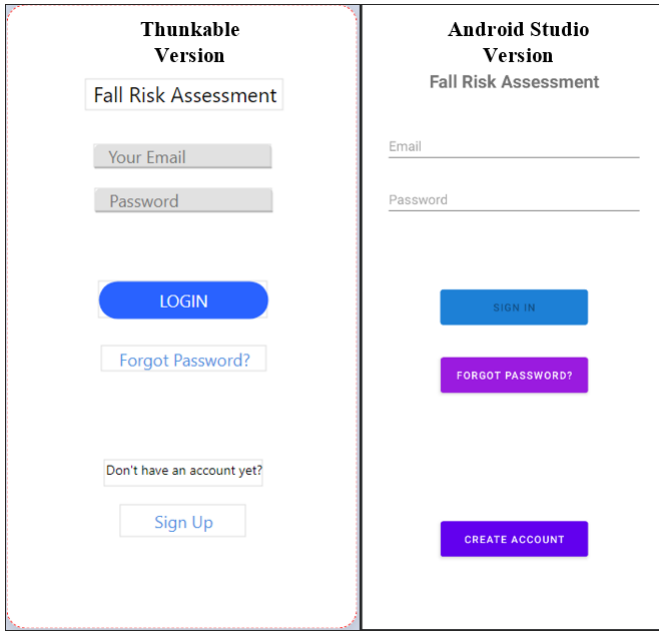 Thunkable
Version
Fall Risk Assessment
Your Email
Password
LOGIN
Forgot Password?
Don't have an account yet?
Sign Up
Android Studio
Version
Fall Risk Assessment
Email
Password
SIGN IN
FORGOT PASSWORD?
CREATE ACCOUNT